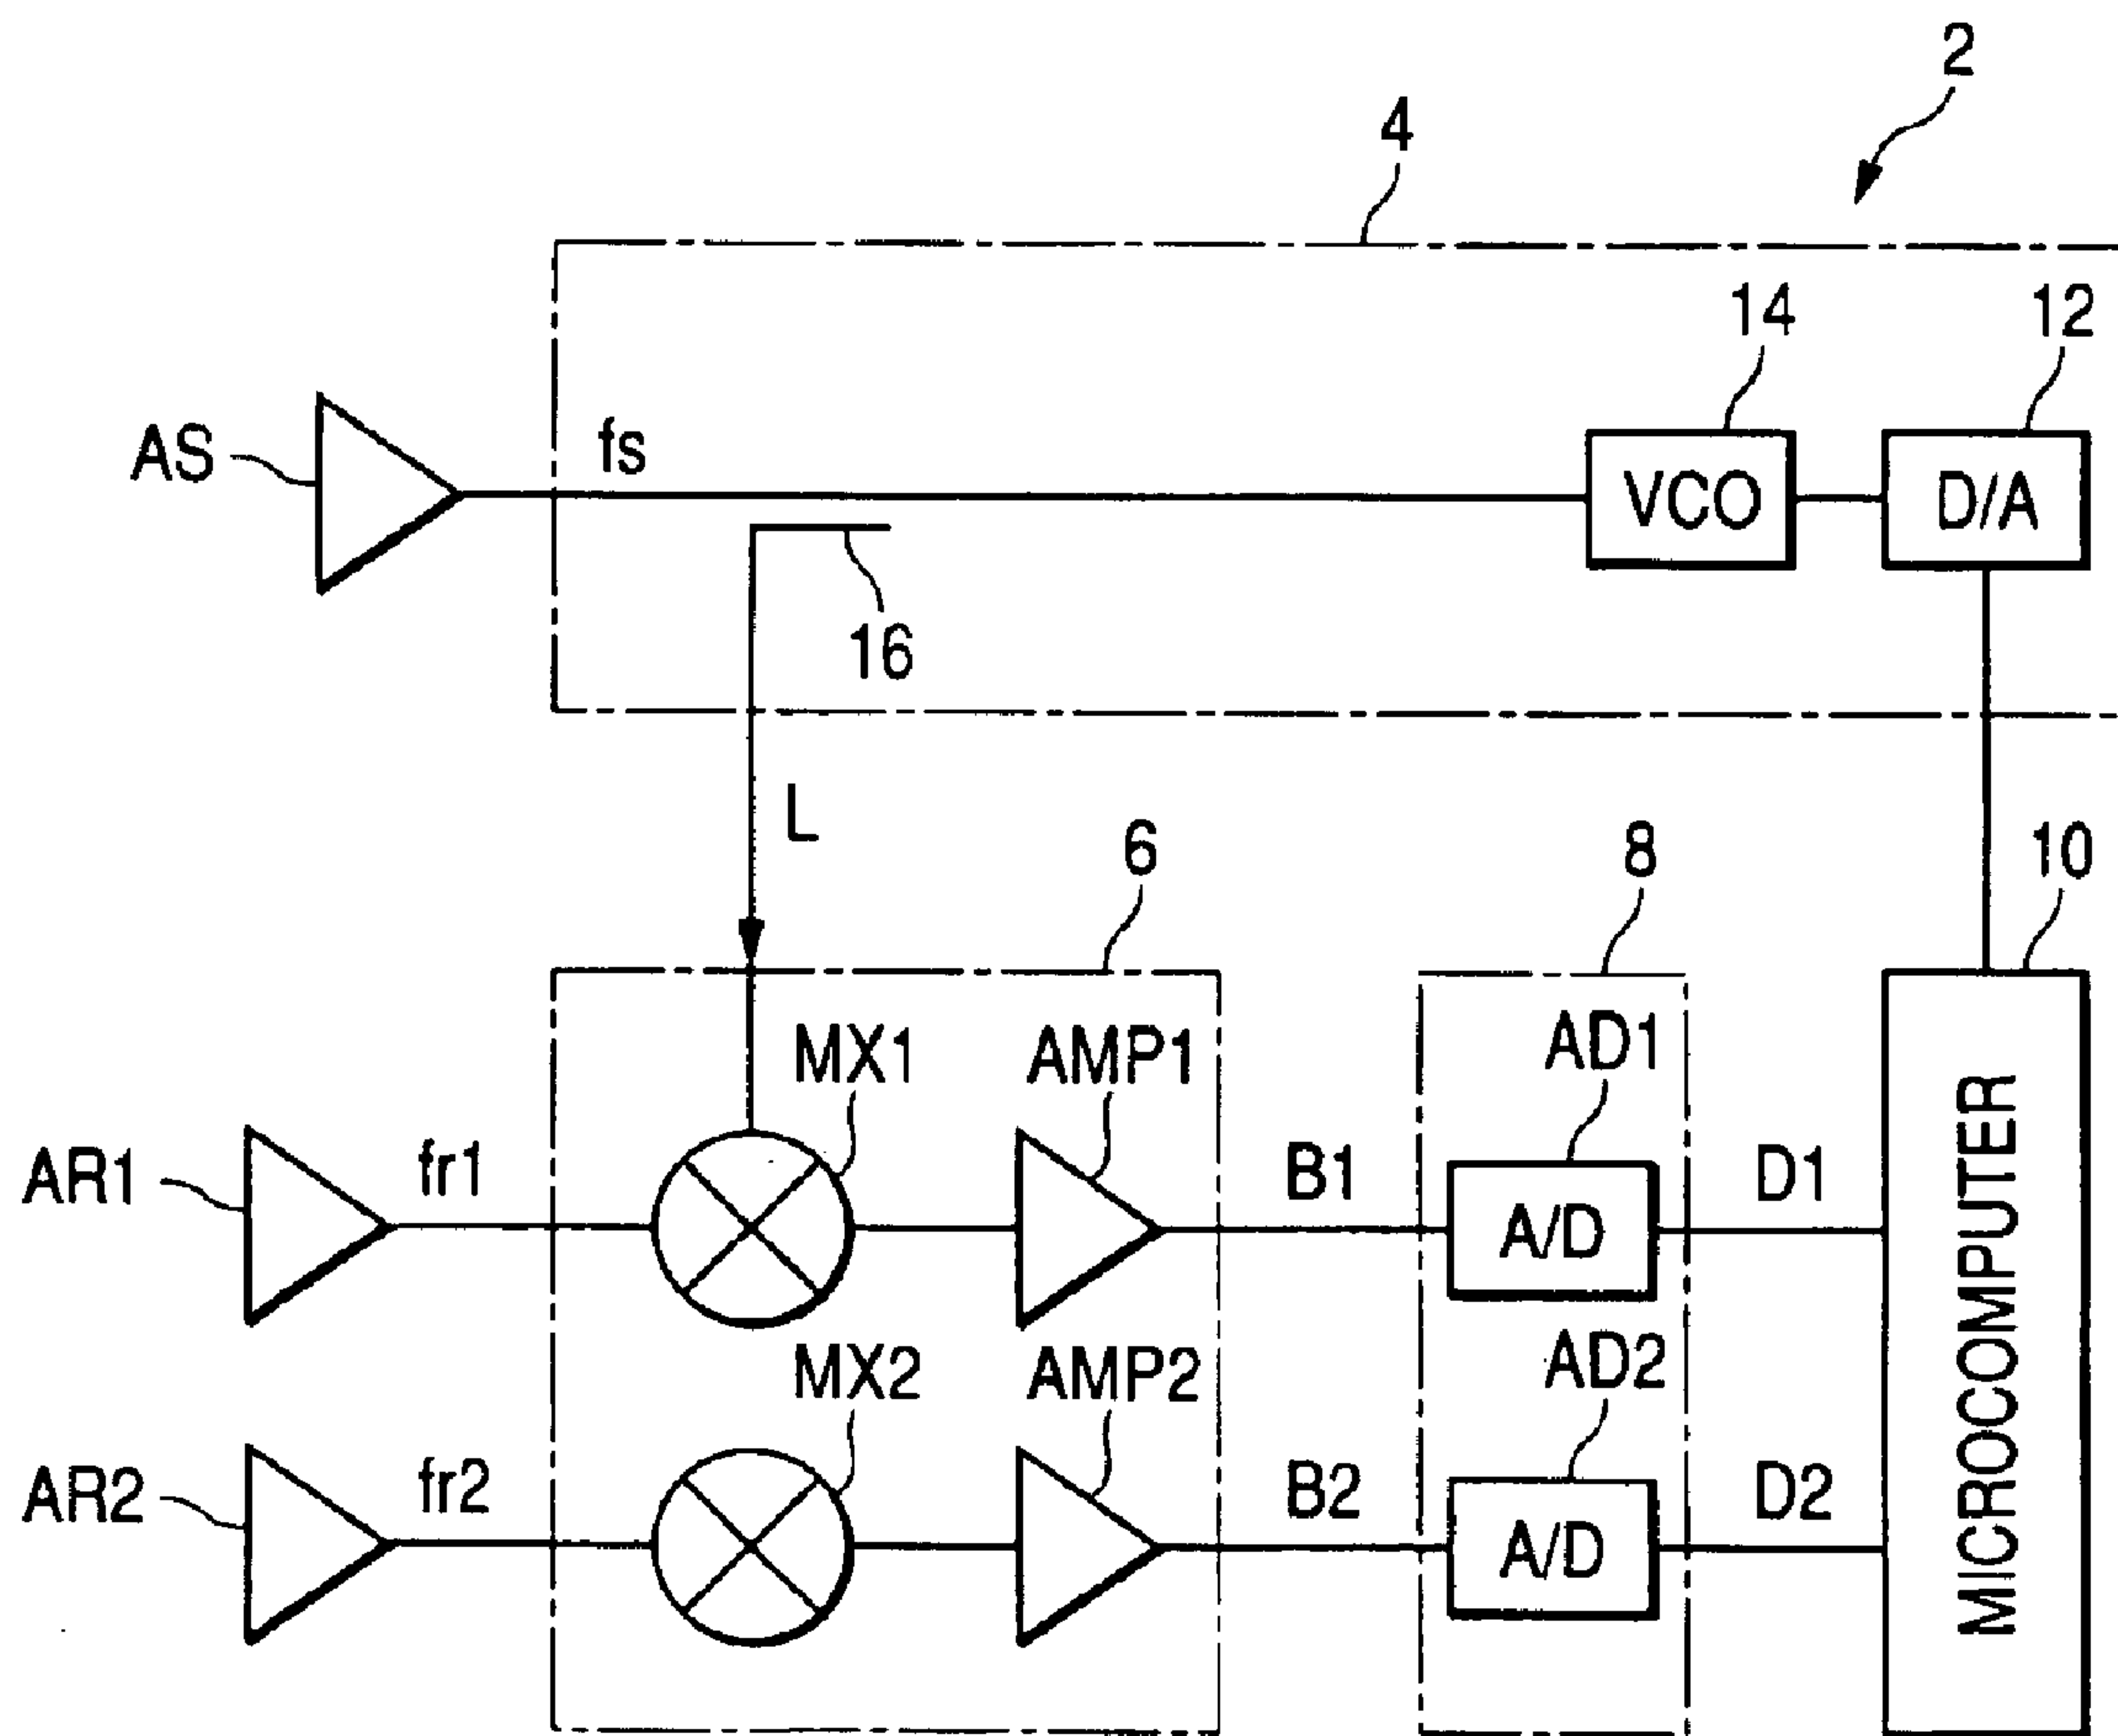 2
4
14
12
AS
fs
VCO
D/A
16
L
6
8
10
MX1
AMP1
AD1
AR1
fr1
B1
A/D
D1
MICROCOMPUTER
MX2
AMP2
AD2
AR2
fr2
B2
A/D
D2